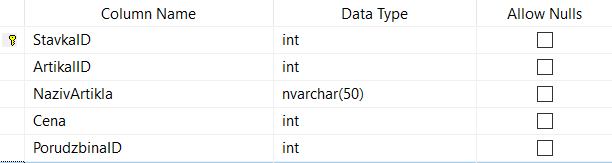 Column Name Data Type Allow Nulls
StavkaID int
ArtikalID int
NazivArtikla nvarchar(50)
Cena int
PorudzbinaID int